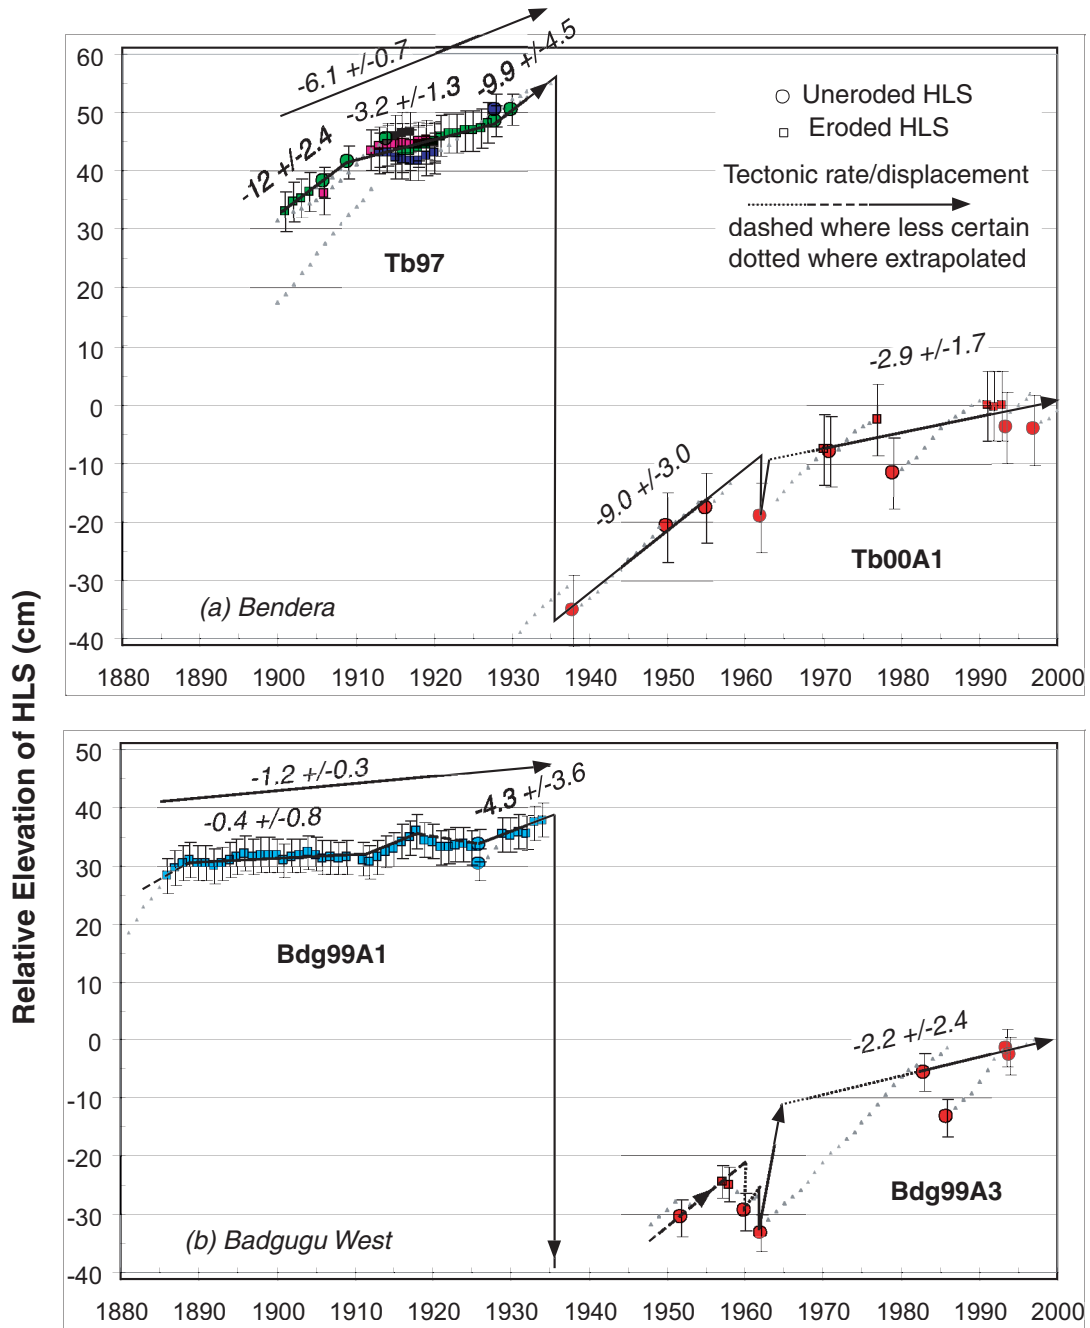 Relative Elevation of HLS (cm)
60
50
40
30
20
10
0
-10
-20
-30
-40
-6.1 +/-0.7
-12 +/-2.4
-3.2 +/-1.3
-9.9 +/-4.5
Uneroded HLS
Eroded HLS
Tectonic rate/displacement
dashed where less certain
dotted where extrapolated
Tb97
-2.9 +/-1.7
-9.0 +/-3.0
Tb00A1
(a) Bendera
1880 1890 1900 1910 1920 1930 1940 1950 1960 1970 1980 1990 2000
50
40
30
20
10
0
-10
-20
-30
-40
-1.2 +/-0.3
-0.4 +/-0.8
-4.3 +/-3.6
Bdg99A1
-2.2 +/-2.4
Bdg99A3
(b) Badgugu West
1880 1890 1900 1910 1920 1930 1940 1950 1960 1970 1980 1990 2000